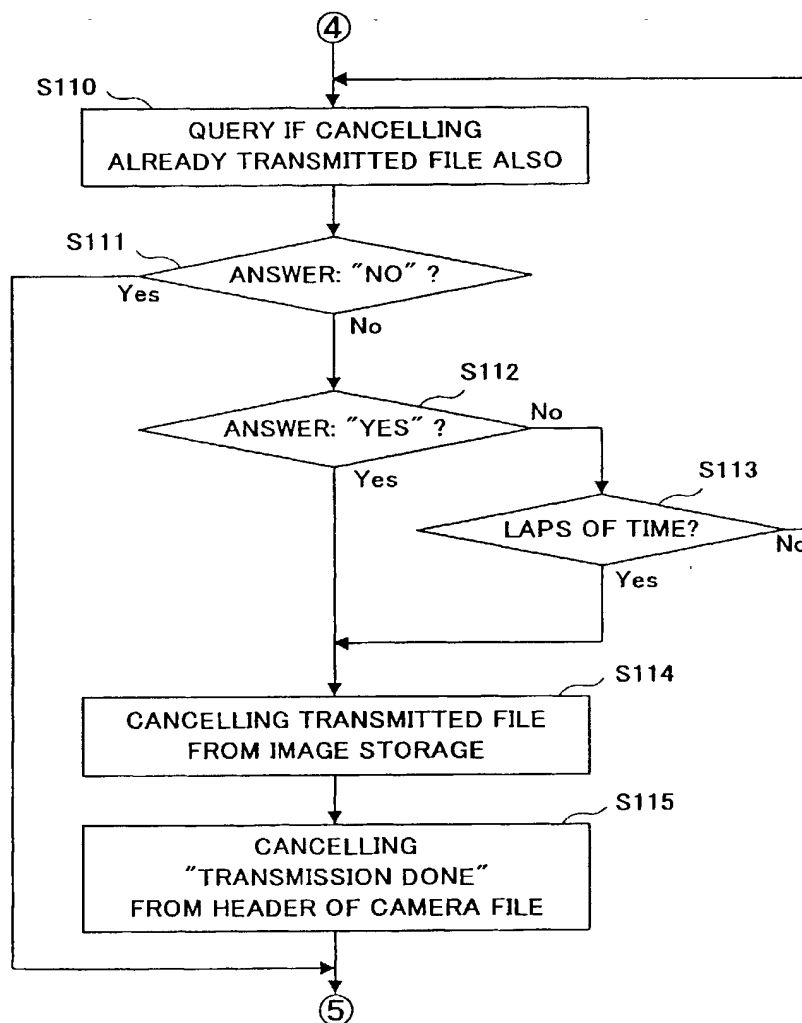 ④
S110
QUERY IF CANCELLING
ALREADY TRANSMITTED FILE ALSO
S111
ANSWER: "NO" ?
Yes
No
S112
ANSWER: "YES" ?
No
Yes
S113
LAPS OF TIME?
No
Yes
S114
CANCELLING TRANSMITTED FILE
FROM IMAGE STORAGE
S115
CANCELLING
"TRANSMISSION DONE"
FROM HEADER OF CAMERA FILE
⑤